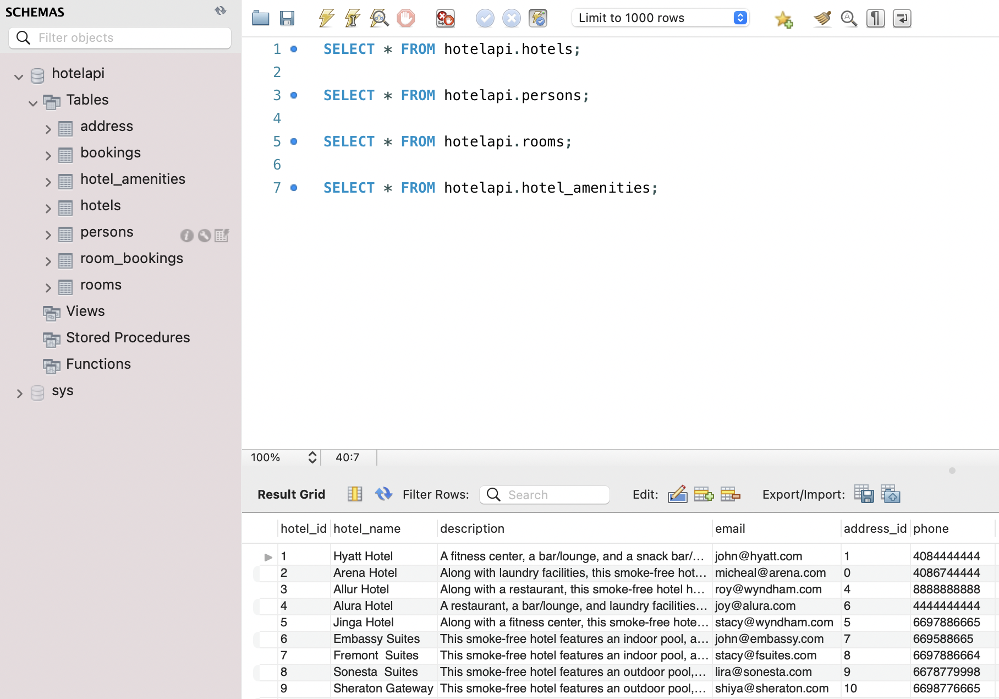 SCHEMAS
Filter objects
hotelapi
Tables
address
bookings
hotel_amenities
hotels
persons
room_bookings
rooms
Views
Stored Procedures
Functions
sys
Limit to 1000 rows
1 SELECT * FROM hotelapi.hotels;
2
3 SELECT * FROM hotelapi.persons;
4
5 SELECT * FROM hotelapi.rooms;
6
7 SELECT * FROM hotelapi.hotel_amenities;
100% 40:7
Result Grid Filter Rows: Search Edit: Export/Import:
hotel_id hotel_name description email address_id phone
1 Hyatt Hotel A fitness center, a bar/lounge, and a snack bar/... john@hyatt.com 1 4084444444
2 Arena Hotel Along with laundry facilities, this smoke-free hot... micheal@arena.com 0 4086744444
3 Allur Hotel Along with a restaurant, this smoke-free hotel h... roy@wyndham.com 4 8888888888
4 Alura Hotel A restaurant, a bar/lounge, and laundry facilities... joy@alura.com 6 4444444444
5 Jinga Hotel Along with a fitness center, this smoke-free hote... stacy@wyndham.com 5 6697886665
6 Embassy Suites This smoke-free hotel features an indoor pool, a... john@embassy.com 7 669588665
7 Fremont  Suites This smoke-free hotel features an indoor pool, a... stacy@fsuites.com 8 6697886664
8 Sonesta  Suites This smoke-free hotel features an outdoor pool,... lira@sonesta.com 9 6678779998
9 Sheraton Gateway This smoke-free hotel features an outdoor pool,... shiya@sheraton.com 10 6698776665